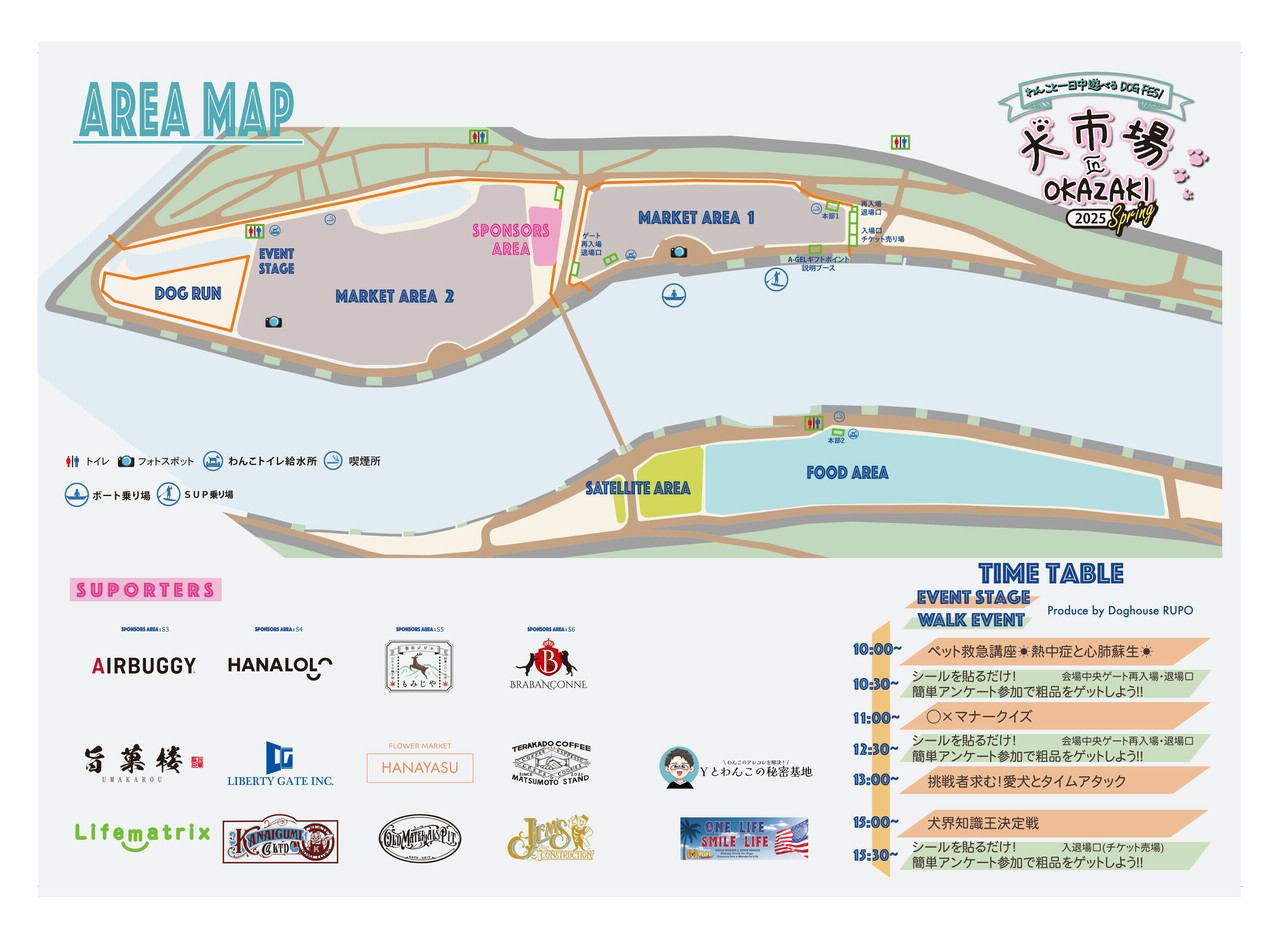 AREA MAP
わんこと一日中遊べる DOG FES!
犬市場
in
OKAZAKI
2025 Spring
SPONSORS
AREA
MARKET AREA 1
本部1
再入場
退場口
入場口
チケット売り場
ゲート
再入場
退場口
A-GELギフトポイント
説明ブース
EVENT
STAGE
DOG RUN
MARKET AREA 2
本部2
FOOD AREA
SATELLITE AREA
トイレ
フォトスポット
わんこトイレ給水所
喫煙所
ボート乗り場
SUP乗り場
SUPORTERS
SPONSORS AREA:S3
SPONSORS AREA:S4
SPONSORS AREA:S5
SPONSORS AREA:S6
AIRBUGGY
HANALOLO
もみじや
B
BRABANÇONNE
旨菓楼
UMAKAROU
LIBERTY GATE INC.
FLOWER MARKET
HANAYASU
TERAKADO COFFEE
COFFEE ESPRESSO
MATSUMOTO STAND
\わんこのアレコレを解決!/
Yとわんこの秘密基地
Lifematrix
KANAIGUMI
CO LTD
OLD MATERIALS PIT
JEMS
CONSTRUCTION
ONE LIFE
SMILE LIFE
TIME TABLE
EVENT STAGE
WALK EVENT
Produce by Doghouse RUPO
10:00~ ペット救急講座☀熱中症と心肺蘇生☀
10:30~ シールを貼るだけ! 会場中央ゲート再入場・退場口
簡単アンケート参加で粗品をゲットしよう!!
11:00~ ○×マナークイズ
12:30~ シールを貼るだけ! 会場中央ゲート再入場・退場口
簡単アンケート参加で粗品をゲットしよう!!
13:00~ 挑戦者求む!愛犬とタイムアタック
15:00~ 犬界知識王決定戦
15:30~ シールを貼るだけ! 入退場口(チケット売場)
簡単アンケート参加で粗品をゲットしよう!!